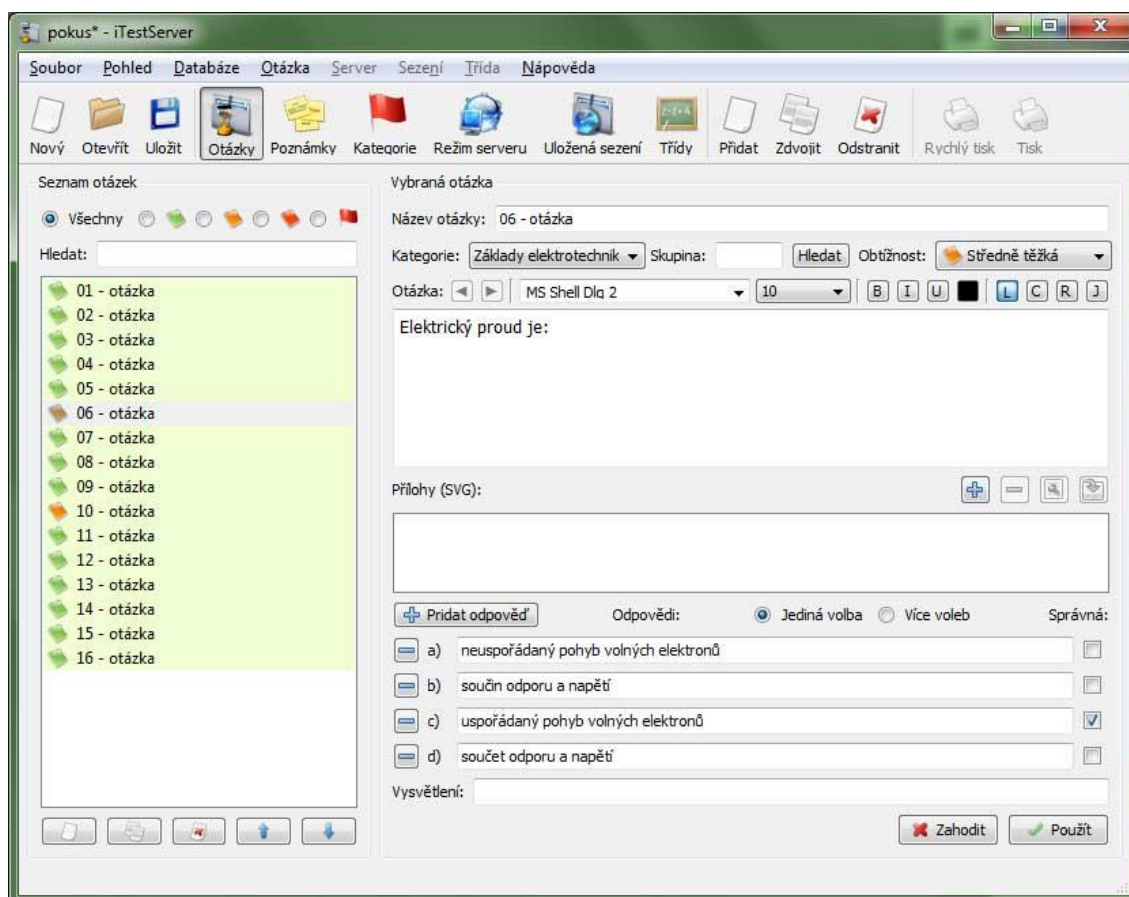 pokus* - iTestServer
Soubor Pohled Databáze Otázka Server Sezení Třída Nápověda
Nový Otevřít Uložit Otázky Poznámky Kategorie Režim serveru Uložená sezení Třídy Přidat Zdvojit Odstranit Rychlý tisk Tisk
Seznam otázek
Všechny
Hledat:
01 - otázka
02 - otázka
03 - otázka
04 - otázka
05 - otázka
06 - otázka
07 - otázka
08 - otázka
09 - otázka
10 - otázka
11 - otázka
12 - otázka
13 - otázka
14 - otázka
15 - otázka
16 - otázka
Vybraná otázka
Název otázky: 06 - otázka
Kategorie: Základy elektrotechnik Skupina: Hledat Obtížnost: Středně těžká
Otázka: MS Shell Dlg 2 10 B I U L C R J
Elektrický proud je:
Přílohy (SVG):
Pridat odpověď Odpovědi: Jediná volba Více voleb Správná:
a) neuspořádaný pohyb volných elektronů
b) součin odporu a napětí
c) uspořádaný pohyb volných elektronů
d) součet odporu a napětí
Vysvětlení:
Zahodit Použít